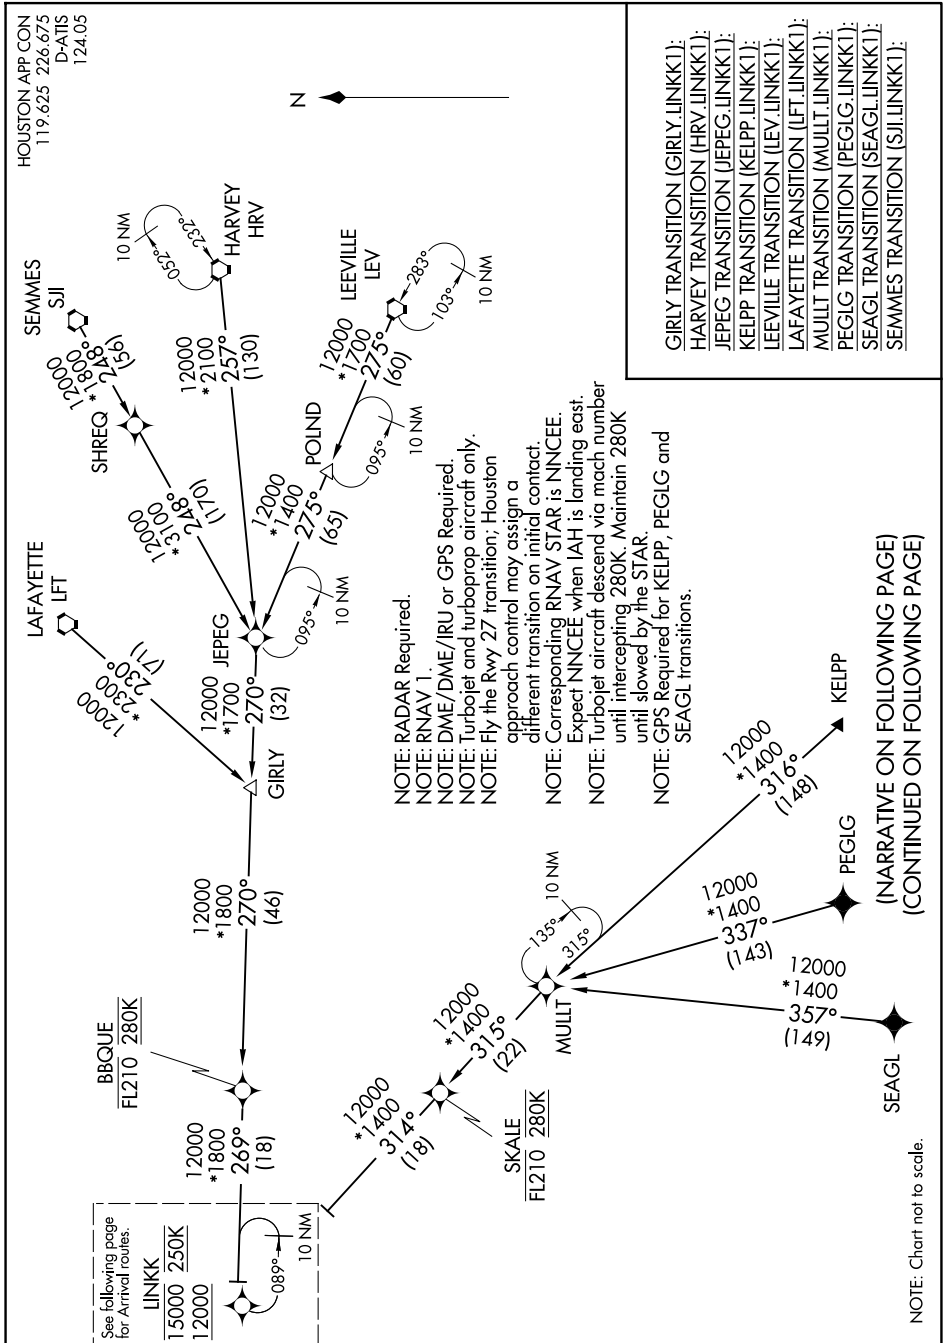 HOUSTON APP CON
119.625 226.675
D-ATIS
124.05
N
See following page
for Arrival routes.
LINKK
15000 250K
12000
089°
10 NM
12000
*1800
269°
(18)
BBQUE
FL210 280K
12000
*1800
270°
(46)
GIRLY
LAFAYETTE
LFT
12000
*2300
230°
(71)
12000
*1700
270°
(32)
JEPEG
095°
10 NM
SEMMES
SJI
12000
*1800
248°
(56)
SHREQ
12000
*3100
248°
(170)
HARVEY
HRV
10 NM
052°
232°
12000
*2100
257°
(130)
LEEVILLE
LEV
283°
103°
10 NM
12000
*1700
275°
(60)
POLND
095°
10 NM
12000
*1400
275°
(65)
NOTE: RADAR Required.
NOTE: RNAV 1.
NOTE: DME/DME/IRU or GPS Required.
NOTE: Turbojet and turboprop aircraft only.
NOTE: Fly the Rwy 27 transition; Houston
approach control may assign a
different transition on initial contact.
NOTE: Corresponding RNAV STAR is NNCEE.
Expect NNCEE when IAH is landing east.
NOTE: Turbojet aircraft descend via mach number
until intercepting 280K. Maintain 280K
until slowed by the STAR.
NOTE: GPS Required for KELPP, PEGLG and
SEAGL transitions.
12000
*1400
314°
(18)
SKALE
FL210 280K
12000
*1400
315°
(22)
MULLT
135°
315°
10 NM
12000
*1400
316°
(148)
KELPP
12000
*1400
337°
(143)
PEGLG
12000
*1400
357°
(149)
SEAGL
GIRLY TRANSITION (GIRLY.LINKK1):
HARVEY TRANSITION (HRV.LINKK1):
JEPEG TRANSITION (JEPEG.LINKK1):
KELPP TRANSITION (KELPP.LINKK1):
LEEVILLE TRANSITION (LEV.LINKK1):
LAFAYETTE TRANSITION (LFT.LINKK1):
MULLT TRANSITION (MULLT.LINKK1):
PEGLG TRANSITION (PEGLG.LINKK1):
SEAGL TRANSITION (SEAGL.LINKK1):
SEMMES TRANSITION (SJI.LINKK1):
(NARRATIVE ON FOLLOWING PAGE)
(CONTINUED ON FOLLOWING PAGE)
NOTE: Chart not to scale.